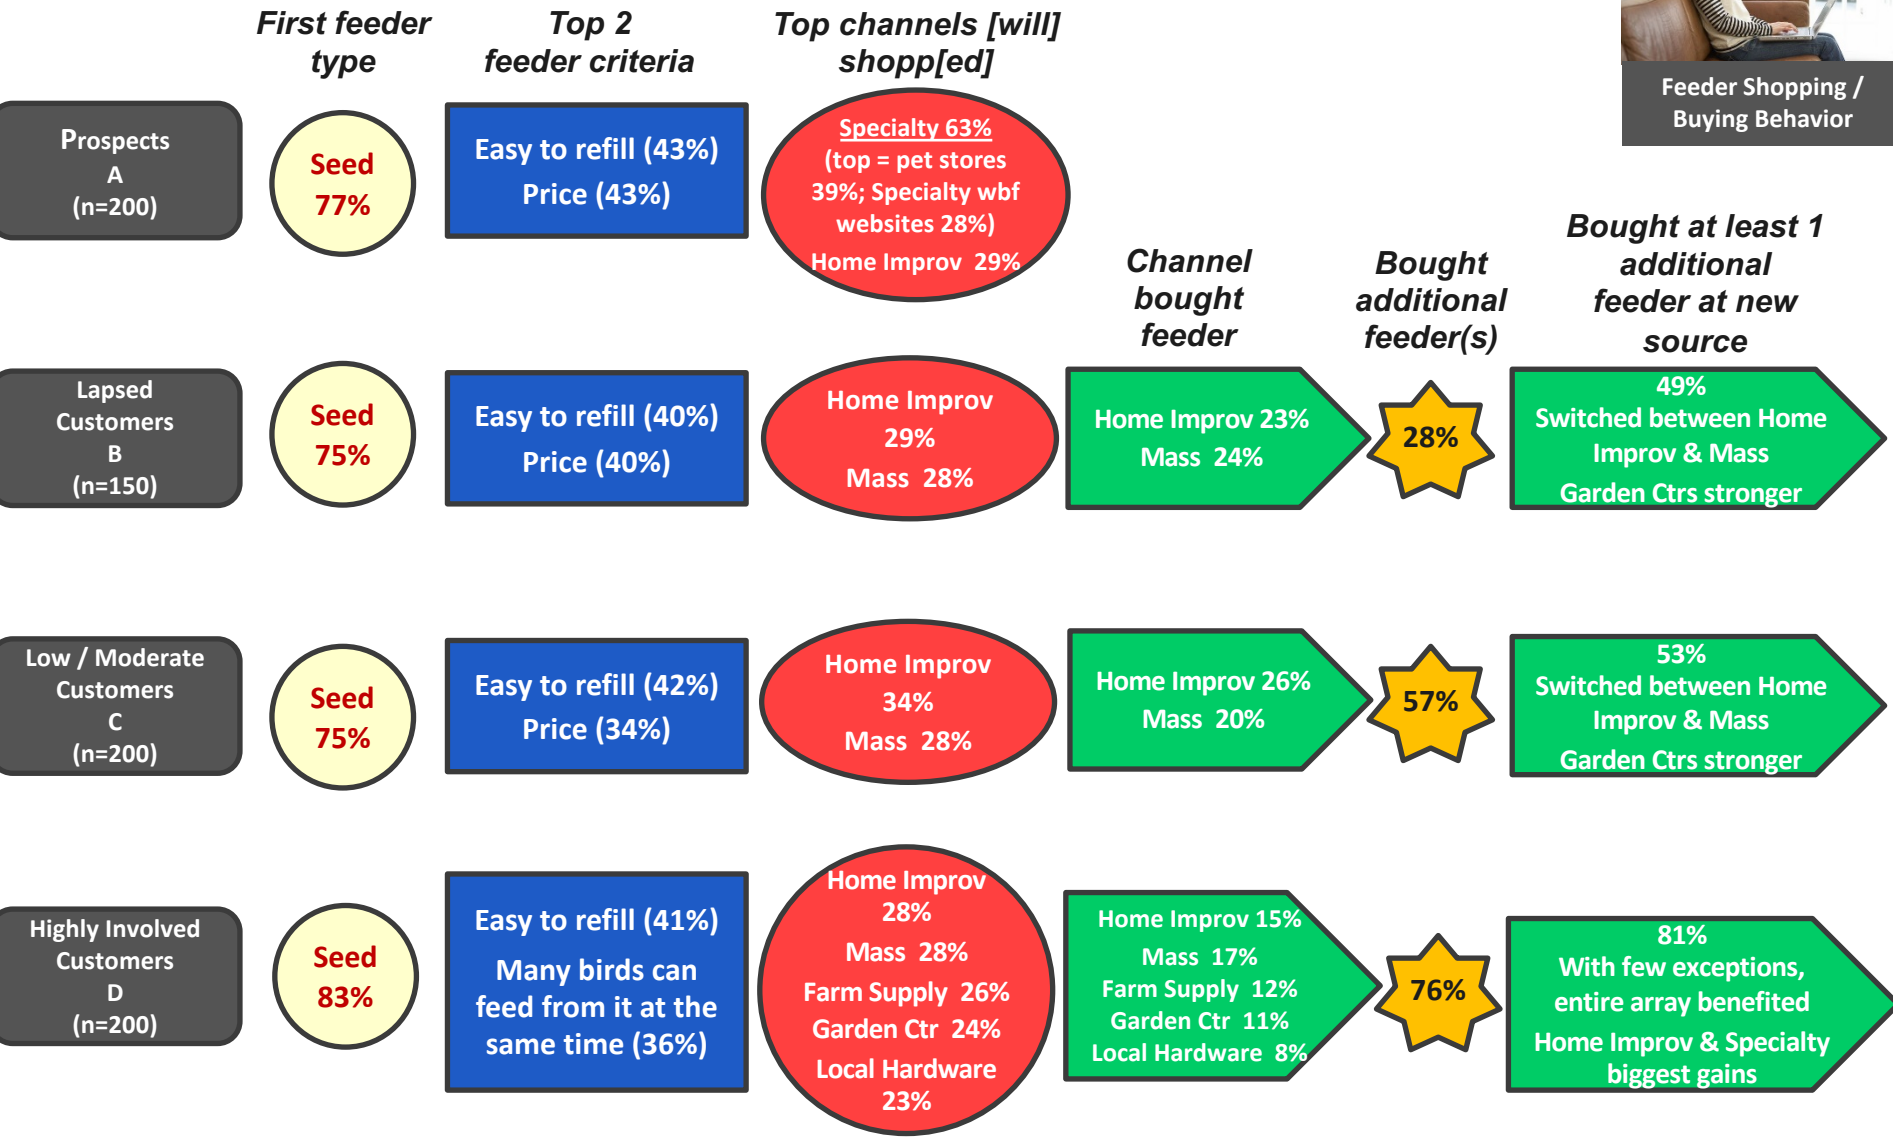 First feeder
type
Top 2
feeder criteria
Top channels [will]
shopp[ed]
Feeder Shopping /
Buying Behavior
Prospects
A
(n=200)
Seed
77%
Easy to refill (43%)
Price (43%)
Specialty 63%
(top = pet stores
39%; Specialty wbf
websites 28%)
Home Improv 29%
Channel
bought
feeder
Bought
additional
feeder(s)
Bought at least 1
additional
feeder at new
source
Lapsed
Customers
B
(n=150)
Seed
75%
Easy to refill (40%)
Price (40%)
Home Improv
29%
Mass 28%
Home Improv 23%
Mass 24%
28%
49%
Switched between Home
Improv & Mass
Garden Ctrs stronger
Low / Moderate
Customers
C
(n=200)
Seed
75%
Easy to refill (42%)
Price (34%)
Home Improv
34%
Mass 28%
Home Improv 26%
Mass 20%
57%
53%
Switched between Home
Improv & Mass
Garden Ctrs stronger
Highly Involved
Customers
D
(n=200)
Seed
83%
Easy to refill (41%)
Many birds can
feed from it at the
same time (36%)
Home Improv
28%
Mass 28%
Farm Supply 26%
Garden Ctr 24%
Local Hardware
23%
Home Improv 15%
Mass 17%
Farm Supply 12%
Garden Ctr 11%
Local Hardware 8%
76%
81%
With few exceptions,
entire array benefited
Home Improv & Specialty
biggest gains